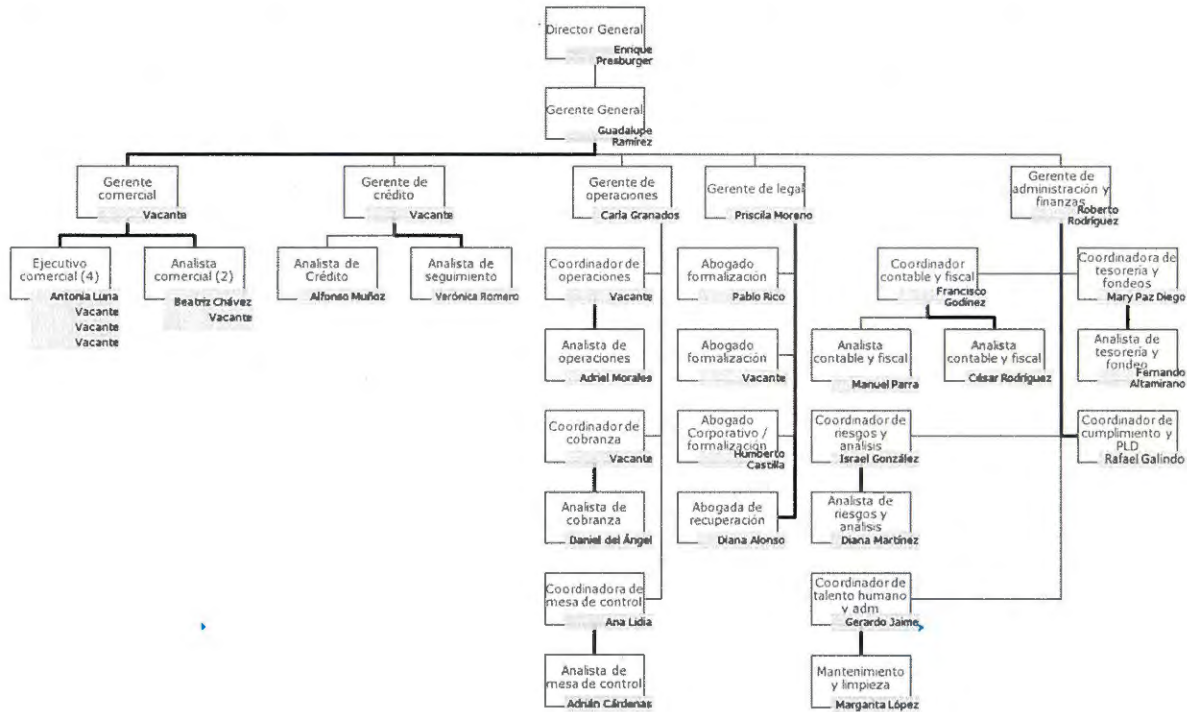 Director General
Enrique
Presburger
Gerente General
Guadalupe
Ramírez
Gerente
comercial
Vacante
Gerente de
crédito
Vacante
Gerente de
operaciones
Carla Granados
Gerente de legal
Priscila Moreno
Gerente de
administración y
finanzas
Roberto
Rodríguez
Ejecutivo
comercial (4)
Antonia Luna
Vacante
Vacante
Vacante
Analista
comercial (2)
Beatriz Chávez
Vacante
Analista de
Crédito
Alfonso Muñoz
Analista de
seguimiento
Verónica Romero
Coordinador de
operaciones
Vacante
Analista de
operaciones
Adriel Morales
Coordinador de
cobranza
Vacante
Analista de
cobranza
Daniel del Ángel
Coordinadora de
mesa de control
Ana Lidia
Analista de
mesa de control
Adrián Cárdenas
Abogado
formalización
Pablo Rico
Abogado
formalización
Vacante
Abogado
Corporativo /
formalización
Humberto
Castilla
Abogada de
recuperación
Diana Alonso
Coordinador
contable y fiscal
Francisco
Godínez
Analista
contable y fiscal
Manuel Parra
Analista
contable y fiscal
César Rodríguez
Coordinadora de
tesorería y
fondeos
Mary Paz Diego
Analista de
tesorería y
fondeo
Fernando
Altamirano
Coordinador de
riesgos y
análisis
Israel González
Analista de
riesgos y
análisis
Diana Martínez
Coordinador de
cumplimiento y
PLD
Rafael Galindo
Coordinador de
talento humano
y adm
Gerardo Jaime
Mantenimiento
y limpieza
Margarita López